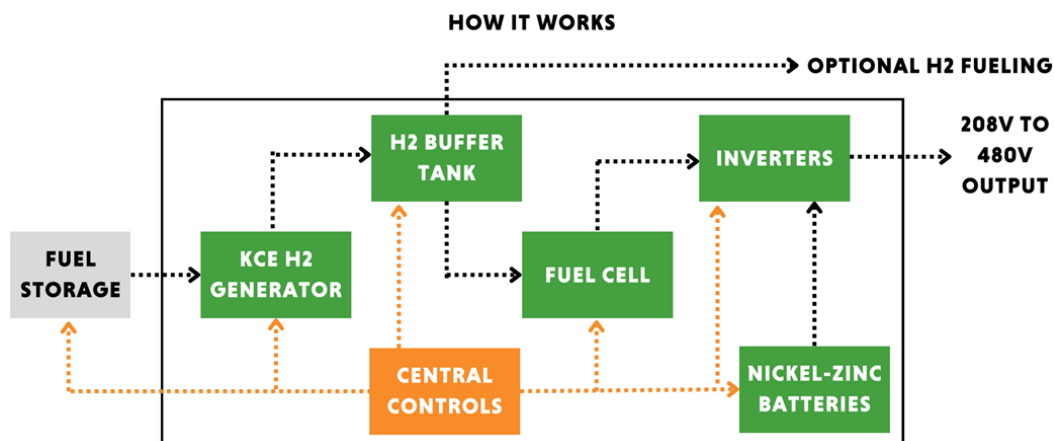 HOW IT WORKS
OPTIONAL H2 FUELING
H2 BUFFER
TANK
INVERTERS
208V TO
480V
OUTPUT
FUEL
STORAGE
KCE H2
GENERATOR
FUEL CELL
CENTRAL
CONTROLS
NICKEL-ZINC
BATTERIES